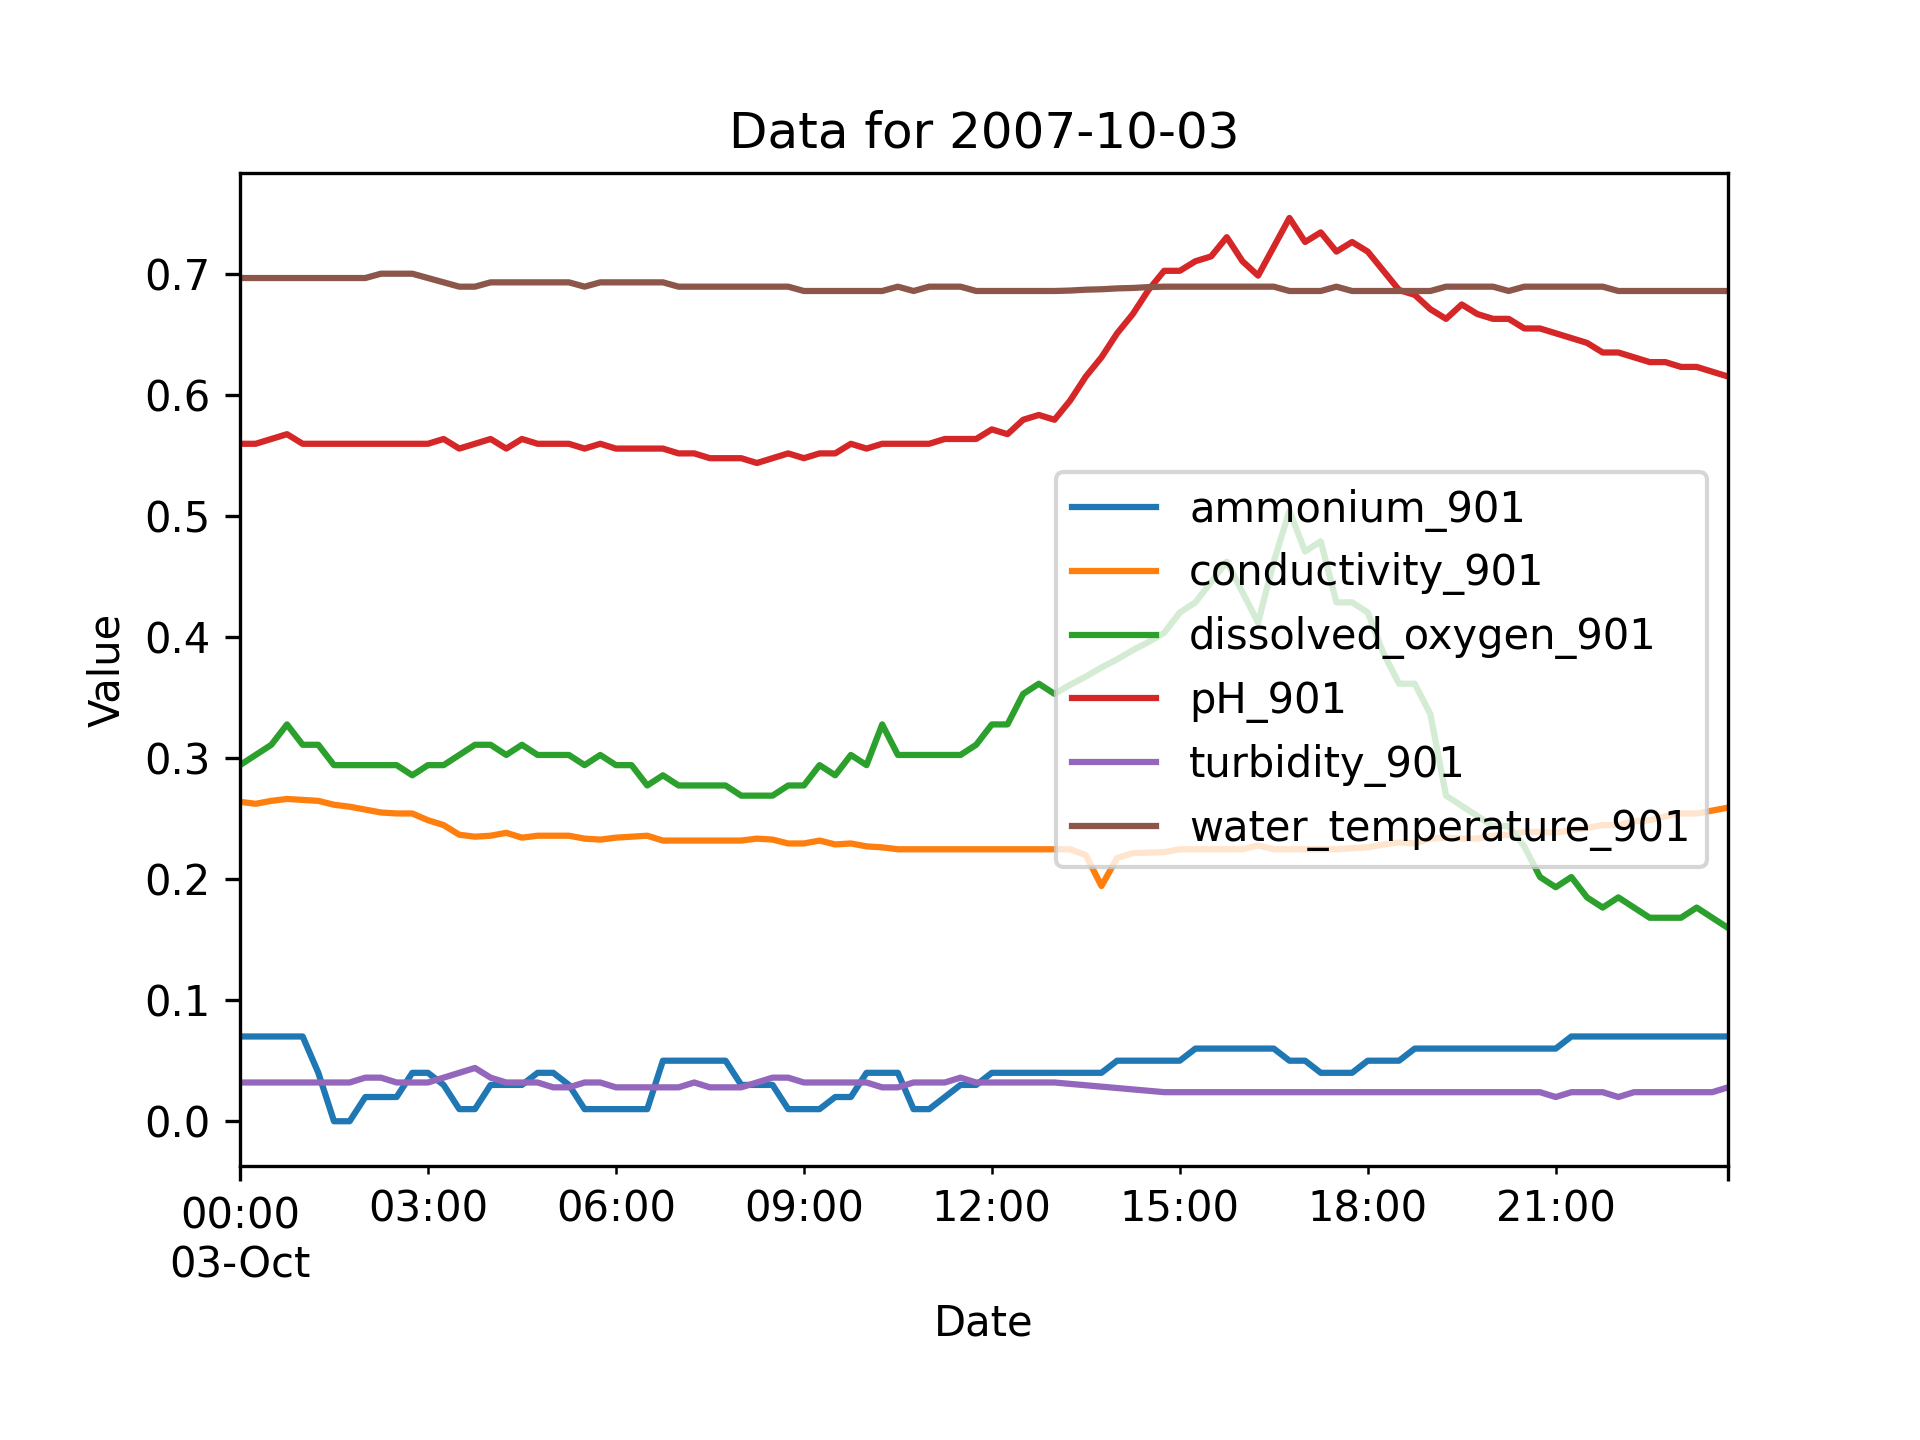 Data for 2007-10-03
Value
0.7
0.6
0.5
0.4
0.3
0.2
0.1
0.0
ammonium_901
conductivity_901
dissolved_oxygen_901
pH_901
turbidity_901
water_temperature_901
00:00 03:00 06:00 09:00 12:00 15:00 18:00 21:00
03-Oct
Date